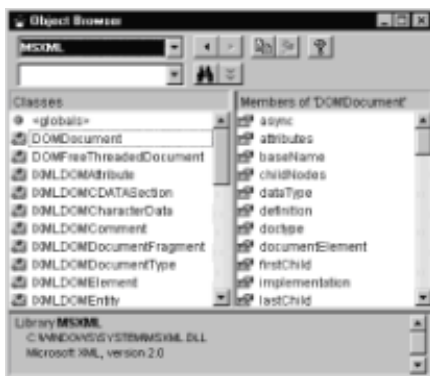 Object Browser
MSXML
Classes
<globals>
DOMDocument
DOMFreeThreadedDocument
IXMLDOMAttribute
IXMLDOMCDATASection
IXMLDOMCharacterData
IXMLDOMComment
IXMLDOMDocumentFragment
IXMLDOMDocumentType
IXMLDOMElement
IXMLDOMEntity
Members of 'DOMDocument'
async
attributes
baseName
childNodes
dataType
definition
doctype
documentElement
firstChild
implementation
lastChild
Library MSXML
C:\WINDOWS\SYSTEM\MSXML.DLL
Microsoft XML, version 2.0